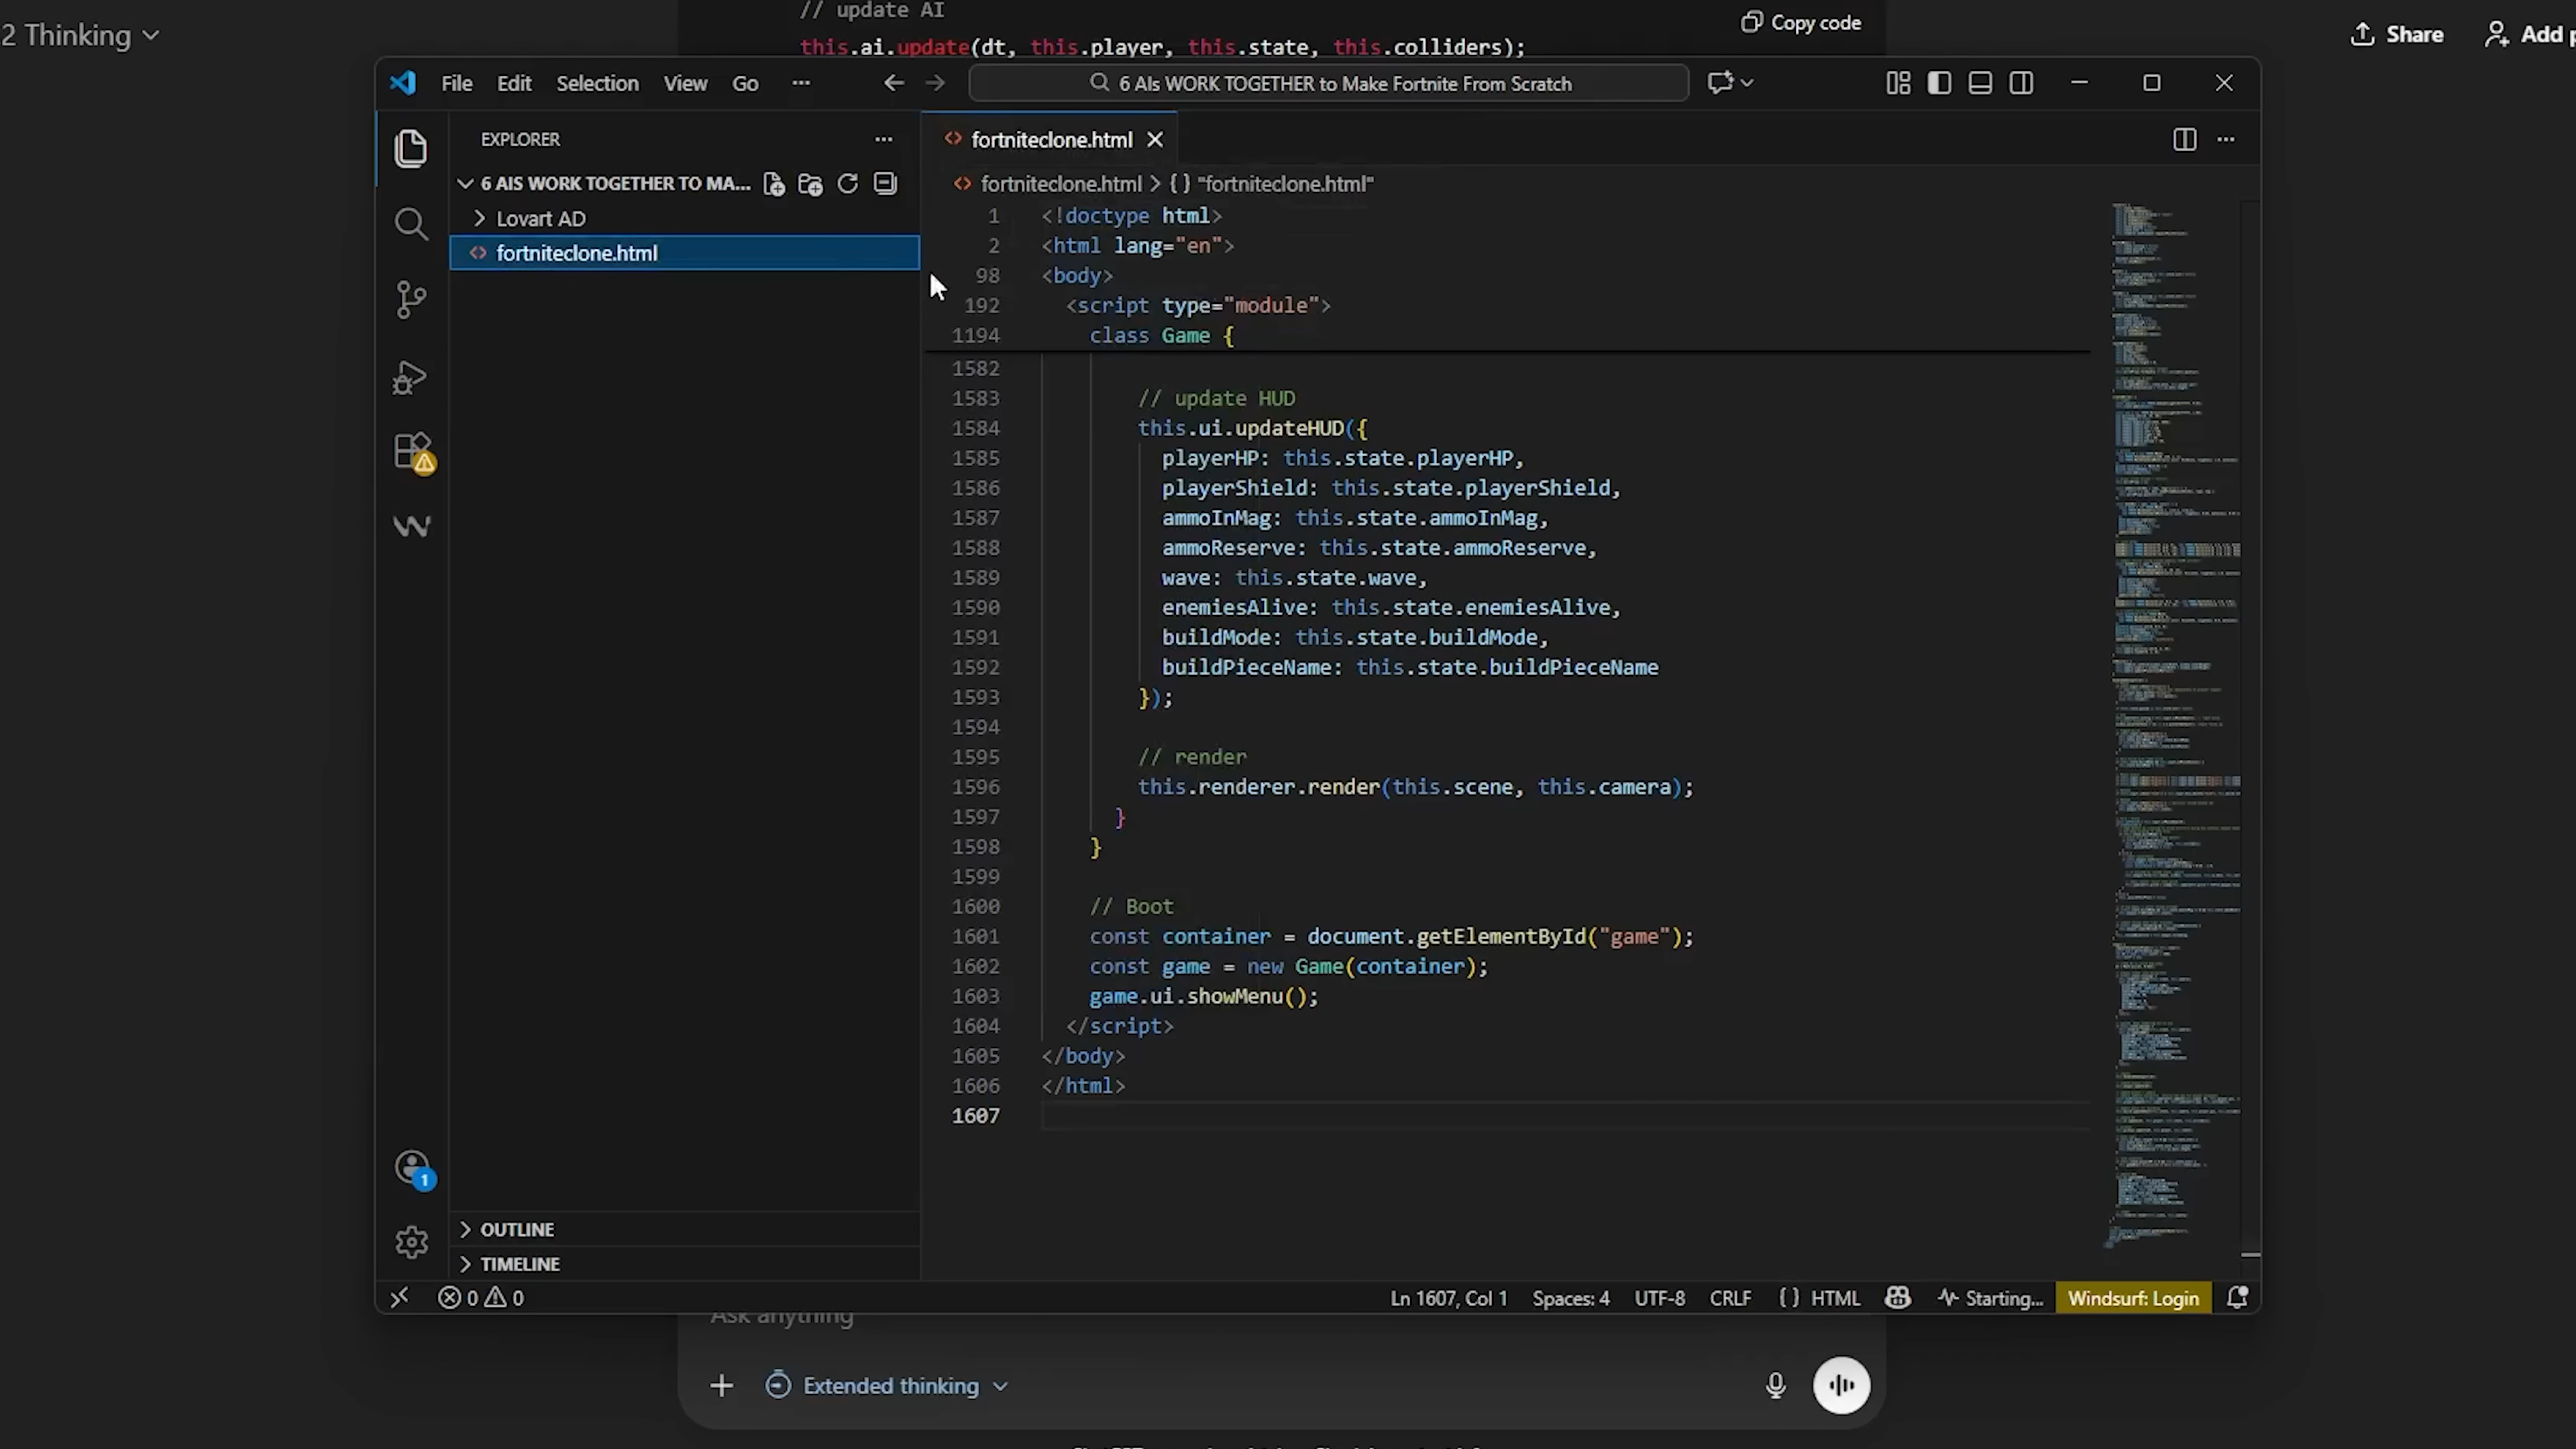 2 Thinking
// update AI
Copy code
Share
Add
this.ai.update(dt, this.player, this.state, this.colliders);
File Edit Selection View Go ···
6 AIs WORK TOGETHER to Make Fortnite From Scratch
EXPLORER
6 AIS WORK TOGETHER TO MA...
Lovart AD
fortniteclone.html
fortniteclone.html
fortniteclone.html > {} "fortniteclone.html"
1 <!doctype html>
2 <html lang="en">
98 <body>
192 <script type="module">
1194 class Game {
1582
1583 // update HUD
1584 this.ui.updateHUD({
1585 playerHP: this.state.playerHP,
1586 playerShield: this.state.playerShield,
1587 ammoInMag: this.state.ammoInMag,
1588 ammoReserve: this.state.ammoReserve,
1589 wave: this.state.wave,
1590 enemiesAlive: this.state.enemiesAlive,
1591 buildMode: this.state.buildMode,
1592 buildPieceName: this.state.buildPieceName
1593 });
1594
1595 // render
1596 this.renderer.render(this.scene, this.camera);
1597 }
1598 }
1599
1600 // Boot
1601 const container = document.getElementById("game");
1602 const game = new Game(container);
1603 game.ui.showMenu();
1604 </script>
1605 </body>
1606 </html>
1607
1
OUTLINE
TIMELINE
0 0
Ln 1607, Col 1 Spaces: 4 UTF-8 CRLF {} HTML Starting... Windsurf: Login
Ask anything
Extended thinking